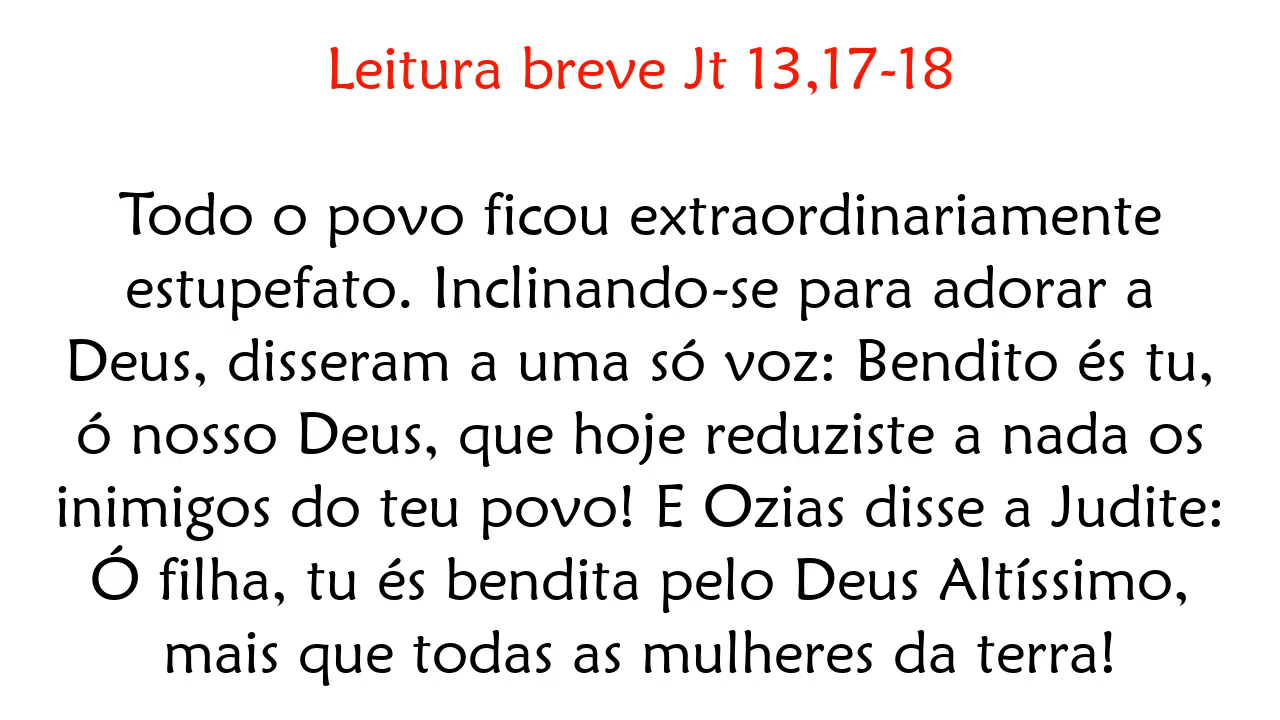 Leitura breve Jt 13,17-18
Todo o povo ficou extraordinariamente
estupefato. Inclinando-se para adorar a
Deus, disseram a uma só voz: Bendito és tu,
ó nosso Deus, que hoje reduziste a nada os
inimigos do teu povo! E Ozias disse a Judite:
Ó filha, tu és bendita pelo Deus Altíssimo,
mais que todas as mulheres da terra!